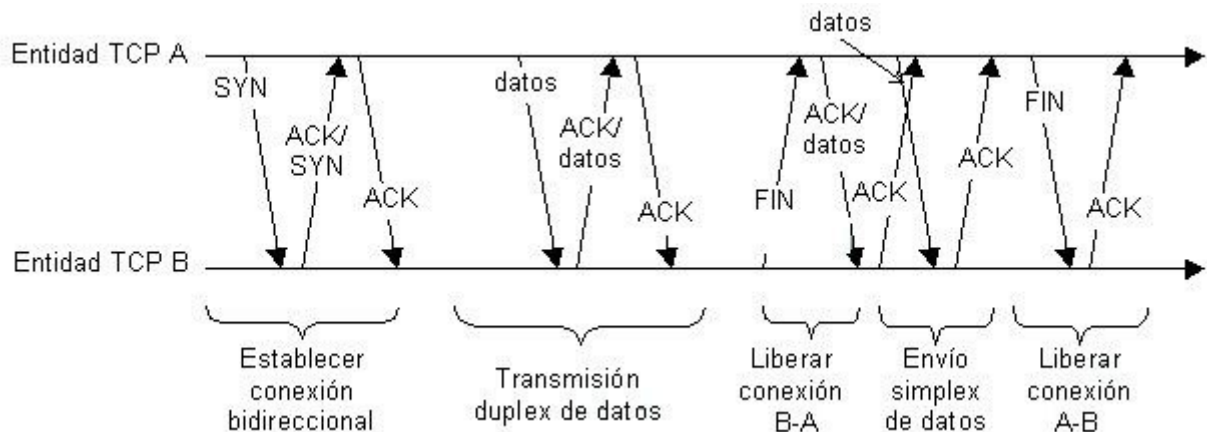 datos
Entidad TCP A
SYN
ACK/
SYN
ACK
datos
ACK/
datos
ACK
FIN
ACK/
datos
ACK
ACK
FIN
ACK
Entidad TCP B
Establecer
conexión
bidireccional
Transmisión
duplex de datos
Liberar
conexión
B-A
Envío
simplex
de datos
Liberar
conexión
A-B